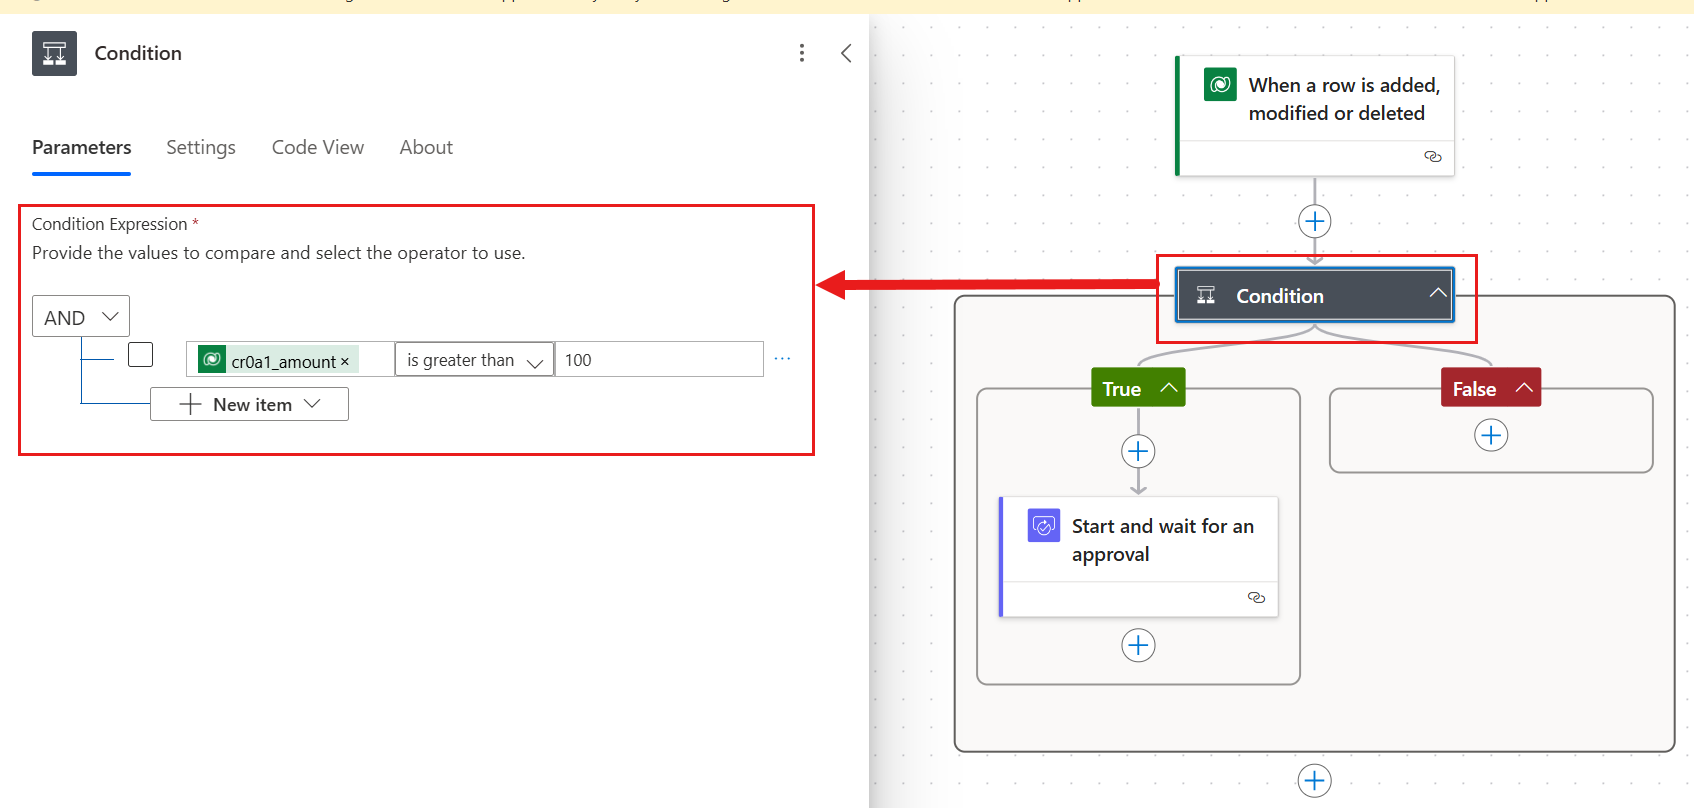 Condition
Parameters
Settings
Code View
About
Condition Expression *
Provide the values to compare and select the operator to use.
AND
cr0a1_amount ×
is greater than
100
...
New item
When a row is added,
modified or deleted
Condition
True
False
Start and wait for an
approval